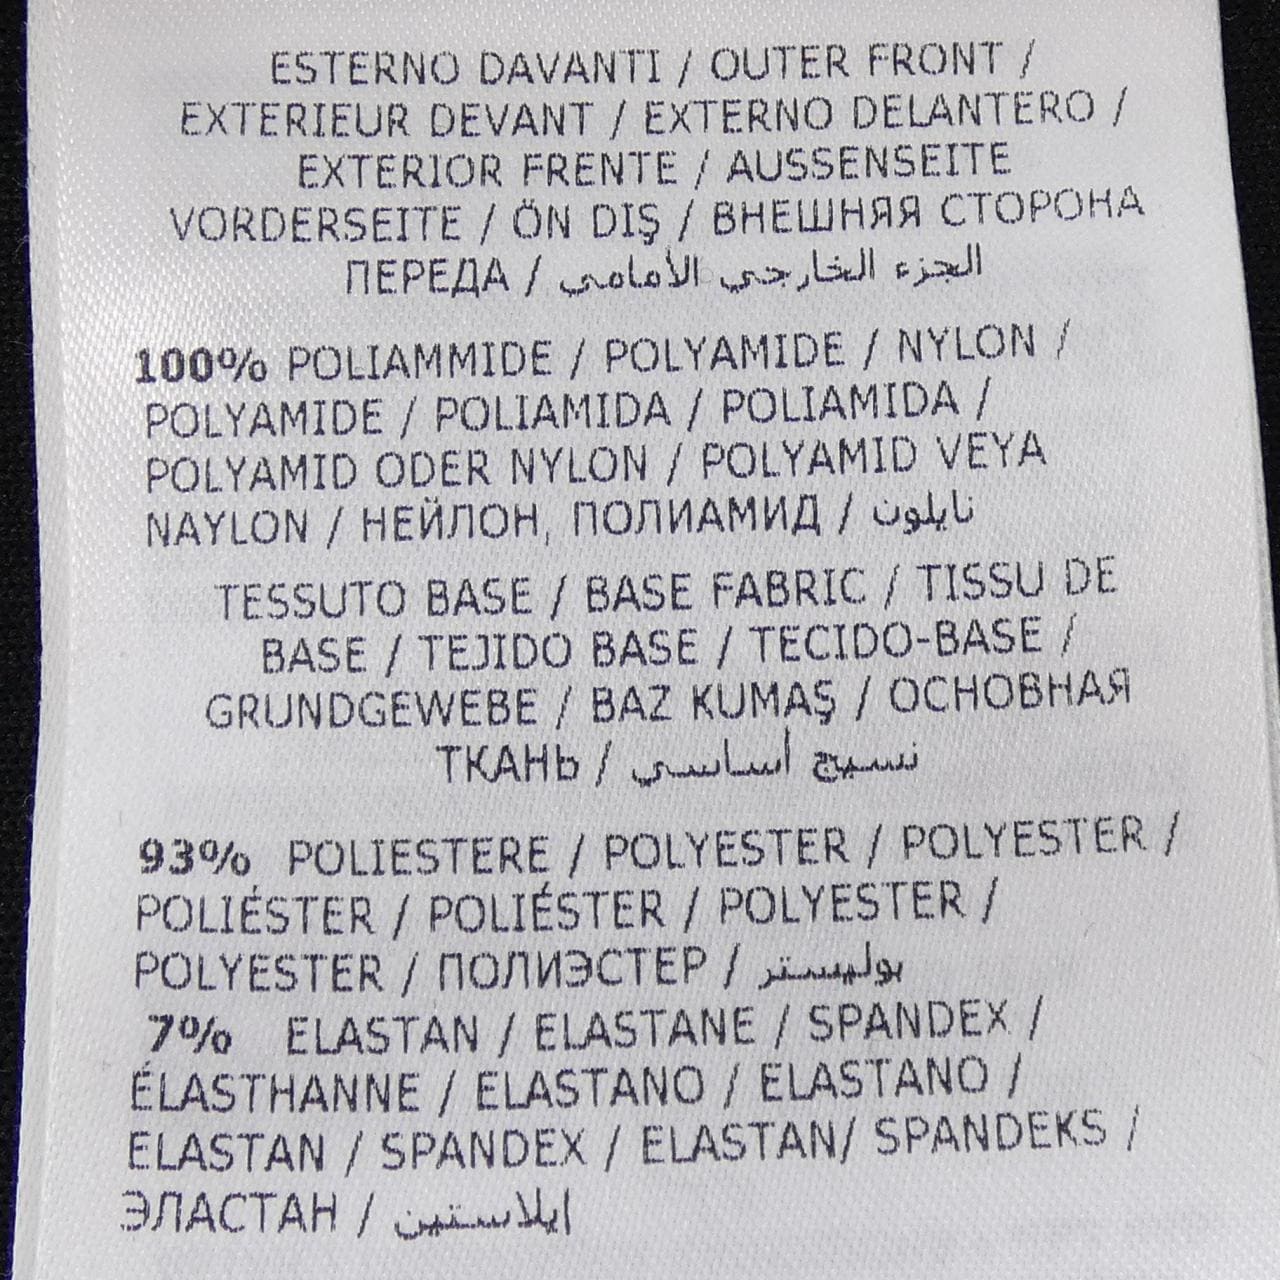 ESTERNO DAVANTI / OUTER FRONT /
EXTERIEUR DEVANT / EXTERNO DELANTERO /
EXTERIOR FRENTE / AUSSENSEITE
VORDERSEITE / ÖN DIŞ / ВНЕШНЯЯ СТОРОНА
ПЕРЕДА / الجزء الخارجي الأمامي
100% POLIAMMIDE / POLYAMIDE / NYLON /
POLYAMIDE / POLIAMIDA / POLIAMIDA /
POLYAMID ODER NYLON / POLYAMID VEYA
NAYLON / НЕЙЛОН, ПОЛИАМИД / نايلون
TESSUTO BASE / BASE FABRIC / TISSU DE
BASE / TEJIDO BASE / TECIDO-BASE /
GRUNDGEWEBE / BAZ KUMAŞ / ОСНОВНАЯ
ТКАНЬ / نسيج أساسي
93% POLIESTERE / POLYESTER / POLYESTER /
POLIÉSTER / POLIÉSTER / POLYESTER /
POLYESTER / ПОЛИЭСТЕР / بوليستر
7% ELASTAN / ELASTANE / SPANDEX /
ÉLASTHANNE / ELASTANO / ELASTANO /
ELASTAN / SPANDEX / ELASTAN/ SPANDEKS /
ЭЛАСТАН / ايلاستين